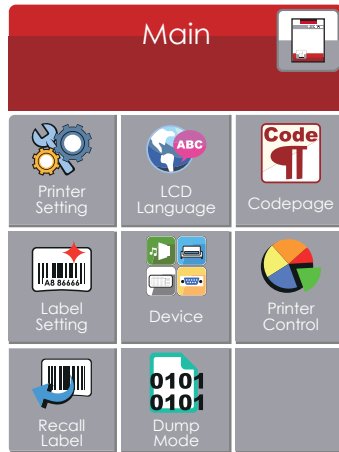 Main
Printer
Setting
ABC
LCD
Language
Code
Codepage
A8 86666
Label
Setting
Device
Printer
Control
Recall
Label
0101
0101
Dump
Mode